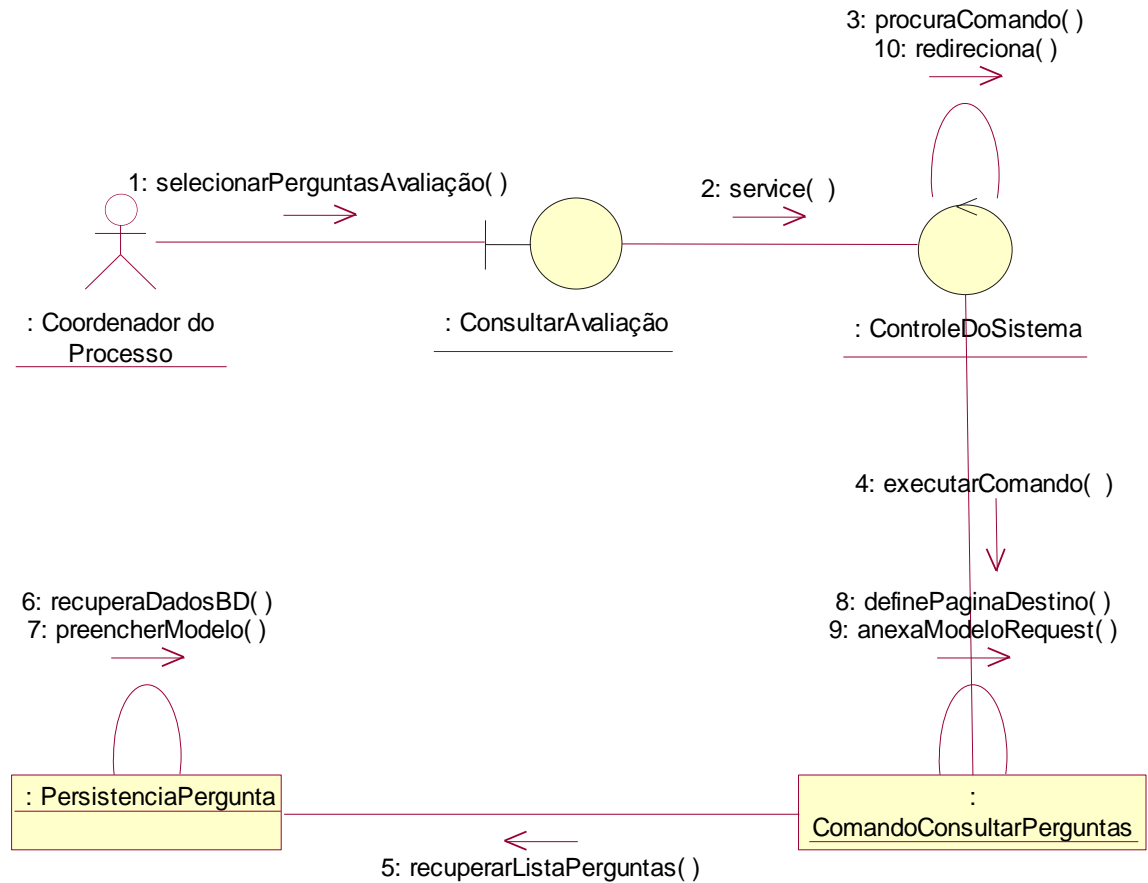 3: procuraComando( )
10: redireciona( )
1: selecionarPerguntasAvaliação( )
2: service(  )
: Coordenador do
Processo
: ConsultarAvaliação
: ControleDoSistema
4: executarComando(  )
6: recuperaDadosBD( )
7: preencherModelo( )
8: definePaginaDestino( )
9: anexaModeloRequest( )
: PersistenciaPergunta
:
ComandoConsultarPerguntas
5: recuperarListaPerguntas( )